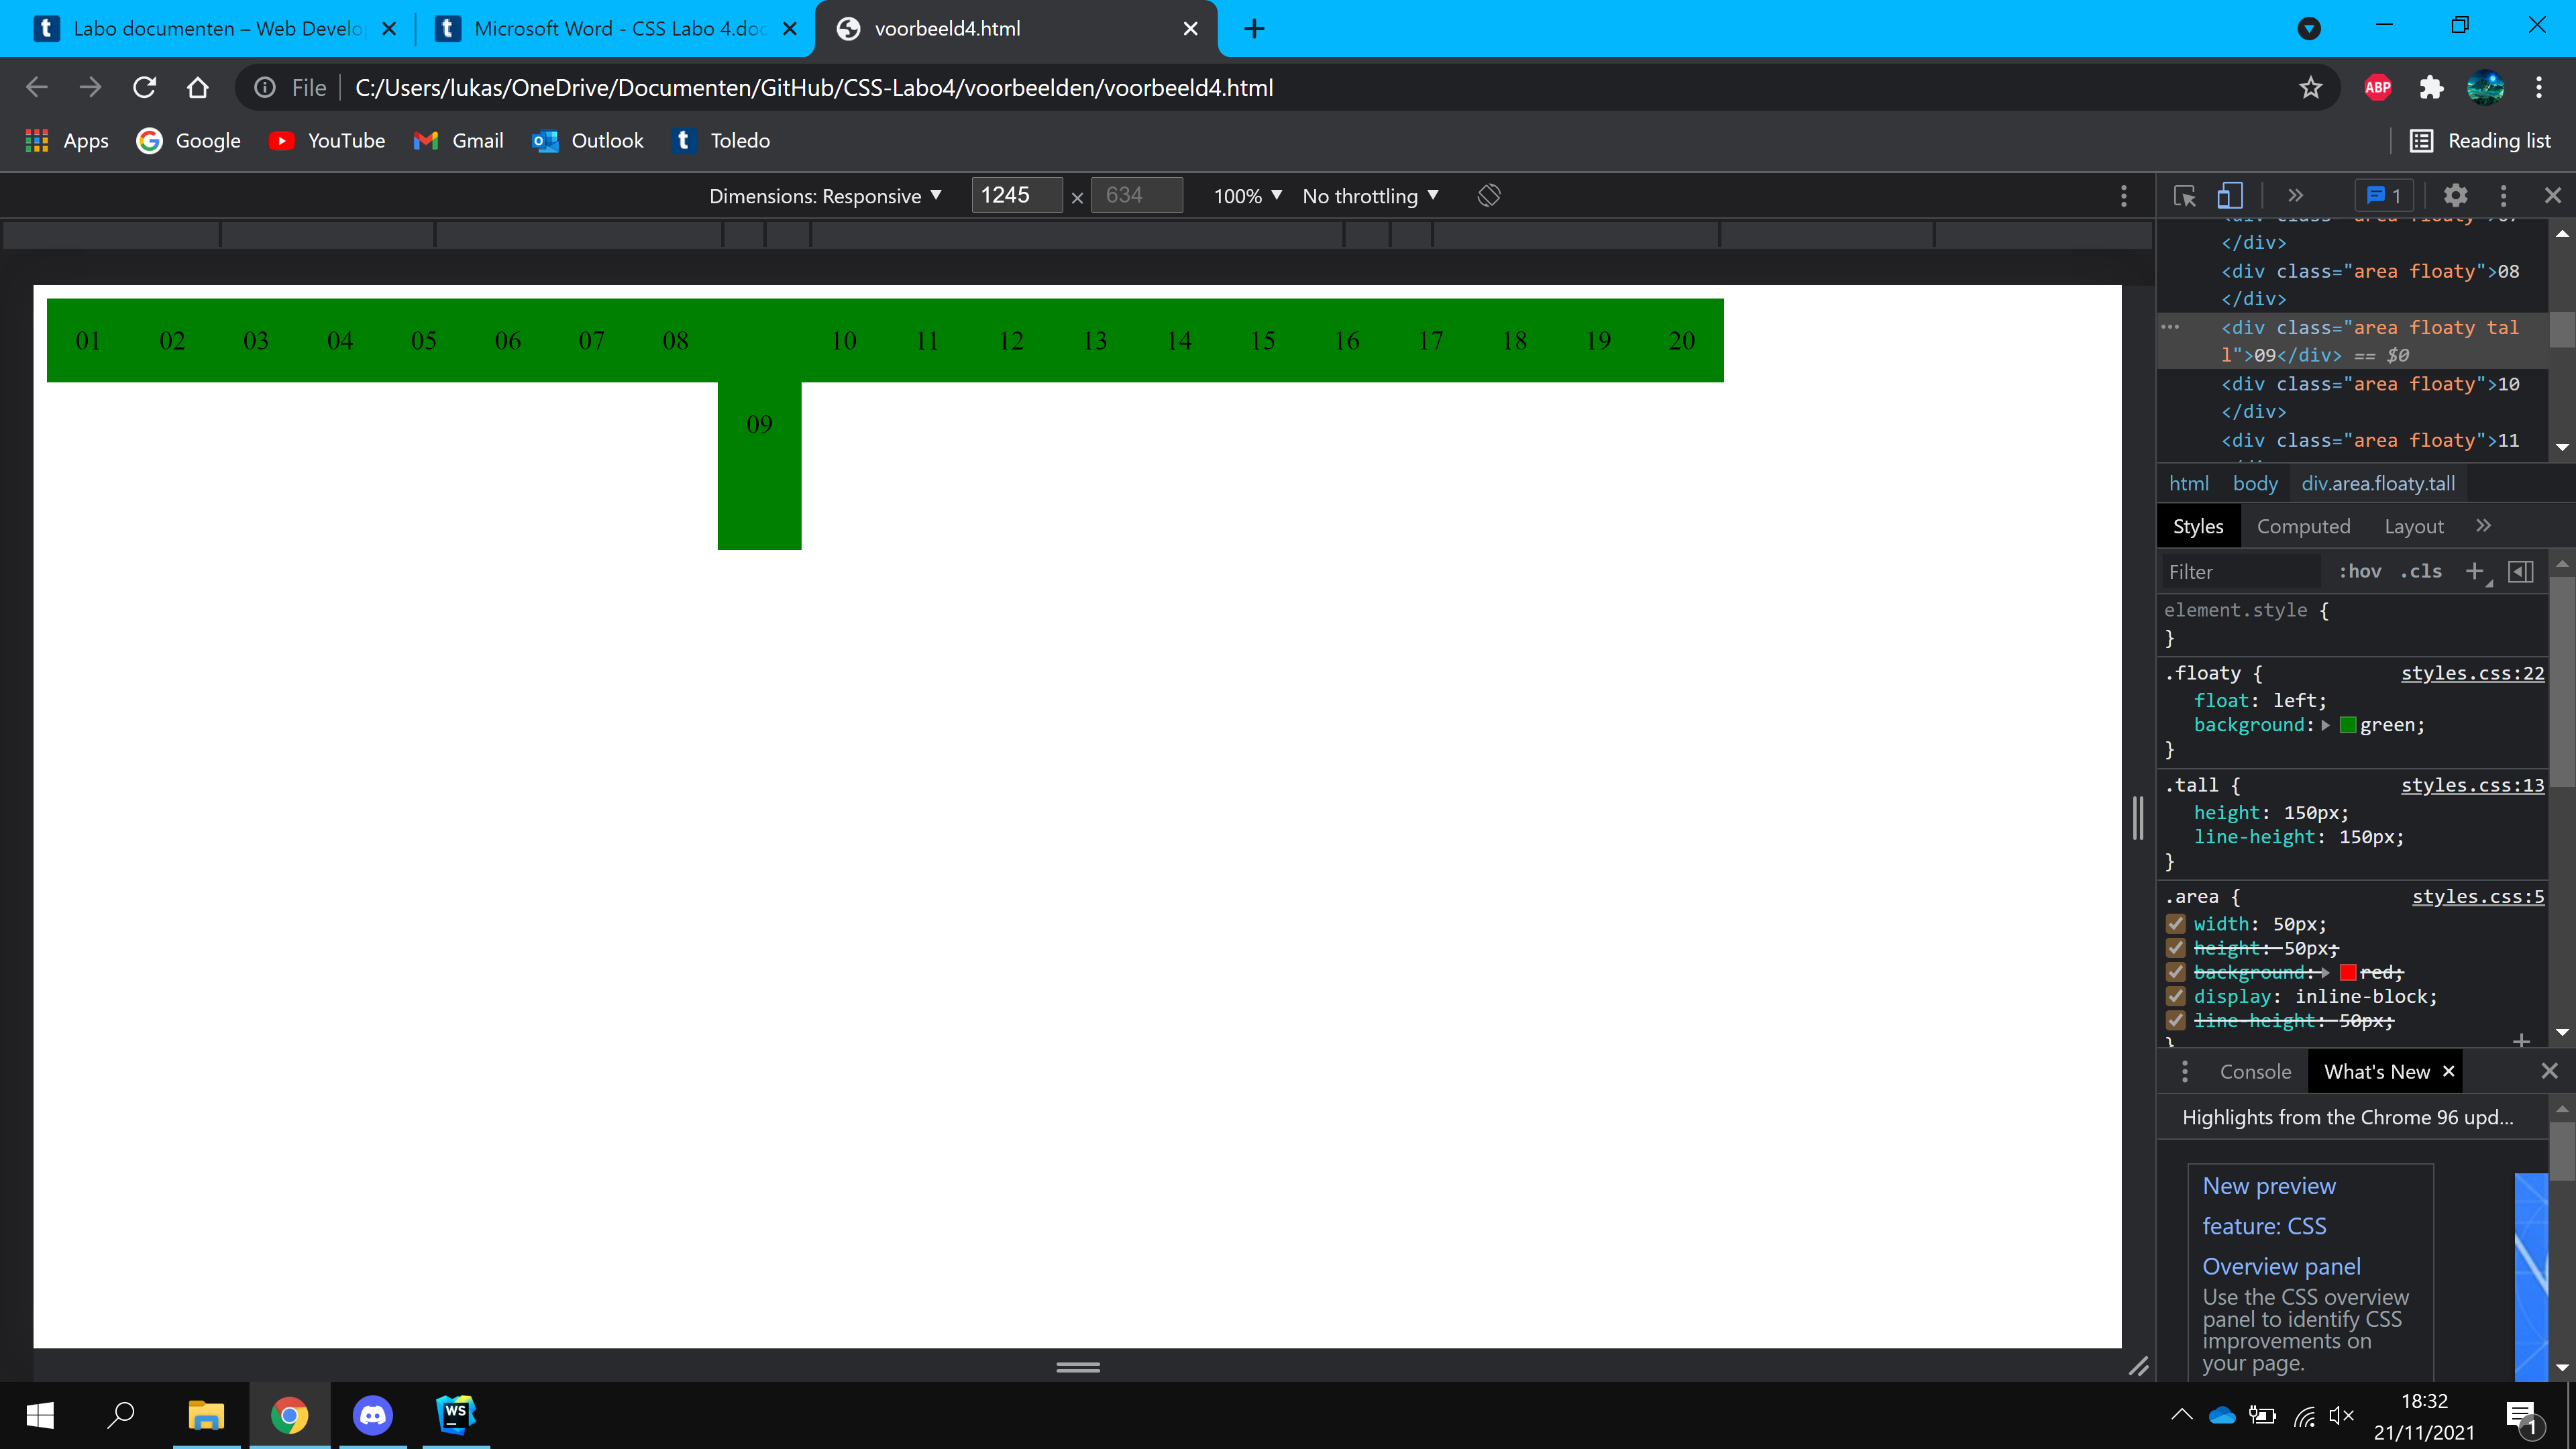 Labo documenten – Web Develo
Microsoft Word - CSS Labo 4.doc
voorbeeld4.html
File
C:/Users/lukas/OneDrive/Documenten/GitHub/CSS-Labo4/voorbeelden/voorbeeld4.html
ABP
Apps
Google
YouTube
Gmail
Outlook
Toledo
Reading list
Dimensions: Responsive ▼
1245 × 634
100% ▼
No throttling ▼
1
01 02 03 04 05 06 07 08 10 11 12 13 14 15 16 17 18 19 20
09
</div>
<div class="area floaty">08
</div>
<div class="area floaty tal
l">09</div> == $0
<div class="area floaty">10
</div>
<div class="area floaty">11
html body div.area.floaty.tall
Styles Computed Layout »
Filter :hov .cls +
element.style {
}
.floaty { styles.css:22
float: left;
background: green;
}
.tall { styles.css:13
height: 150px;
line-height: 150px;
}
.area { styles.css:5
width: 50px;
height: 50px;
background: red;
display: inline-block;
line-height: 50px;
}
Console What's New ×
Highlights from the Chrome 96 upd...
New preview
feature: CSS
Overview panel
Use the CSS overview
panel to identify CSS
improvements on
your page.
WS
18:32
21/11/2021
1